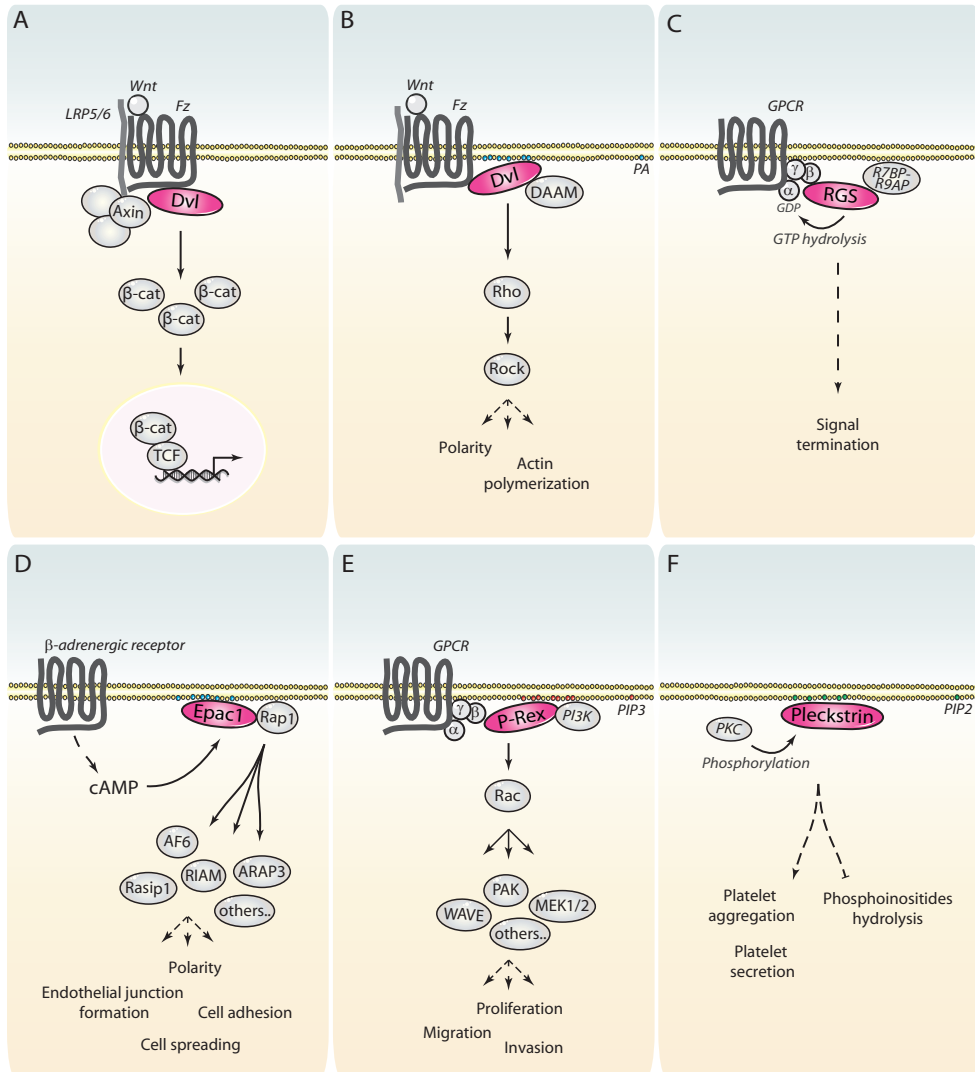 A
Wnt
LRP5/6
Fz
Axin
Dvl
β-cat
β-cat
β-cat
β-cat
TCF
B
Wnt
Fz
PA
Dvl
DAAM
Rho
Rock
Polarity
Actin
polymerization
C
GPCR
γ
β
α
GDP
RGS
R7BP-
R9AP
GTP hydrolysis
Signal
termination
D
β-adrenergic receptor
Epac1
Rap1
cAMP
AF6
RIAM
ARAP3
Rasip1
others..
Polarity
Endothelial junction
formation
Cell adhesion
Cell spreading
E
GPCR
γ
β
α
P-Rex
PI3K
PIP3
Rac
PAK
WAVE
MEK1/2
others..
Proliferation
Migration
Invasion
F
PIP2
Pleckstrin
PKC
Phosphorylation
Platelet
aggregation
Phosphoinositides
hydrolysis
Platelet
secretion